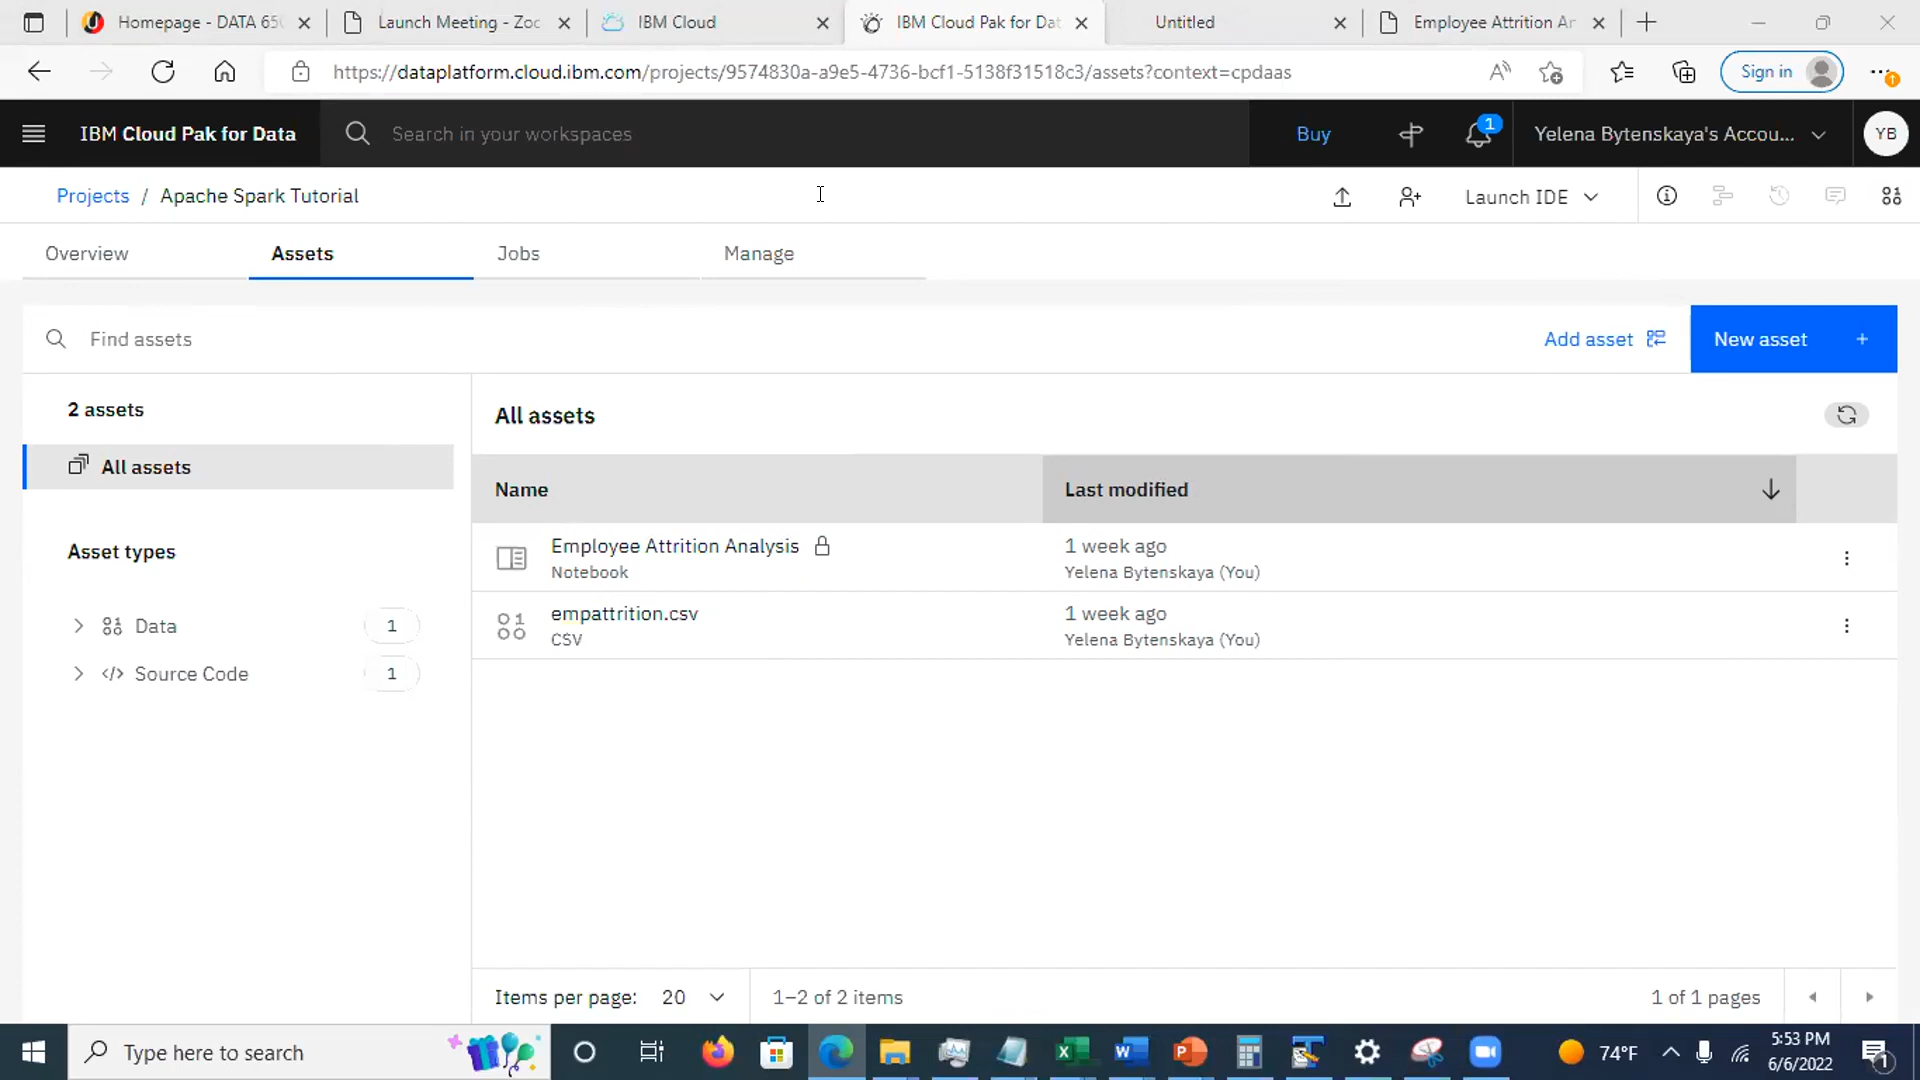 Homepage - DATA 650
Launch Meeting - Zoo
IBM Cloud
IBM Cloud Pak for Dat
Untitled
Employee Attrition An
https://dataplatform.cloud.ibm.com/projects/9574830a-a9e5-4736-bcf1-5138f31518c3/assets?context=cpdaas
Sign in
IBM Cloud Pak for Data
Search in your workspaces
Buy
1
Yelena Bytenskaya's Accou...
YB
Projects / Apache Spark Tutorial
Launch IDE
Overview
Assets
Jobs
Manage
Find assets
Add asset
New asset +
2 assets
All assets
All assets
Name
Last modified
Employee Attrition Analysis
Notebook
1 week ago
Yelena Bytenskaya (You)
empattrition.csv
CSV
1 week ago
Yelena Bytenskaya (You)
Asset types
Data 1
Source Code 1
Items per page: 20
1–2 of 2 items
1 of 1 pages
Type here to search
74°F
5:53 PM
6/6/2022
1